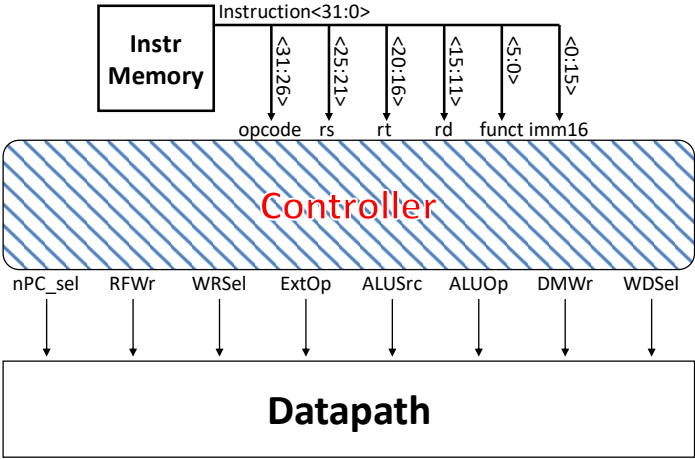 Instruction<31:0>
Instr
Memory
<31:26>
<25:21>
<20:16>
<15:11>
<5:0>
<0:15>
opcode rs rt rd funct imm16
Controller
nPC_sel RFWr WRSel ExtOp ALUSrc ALUOp DMWr WDSel
Datapath